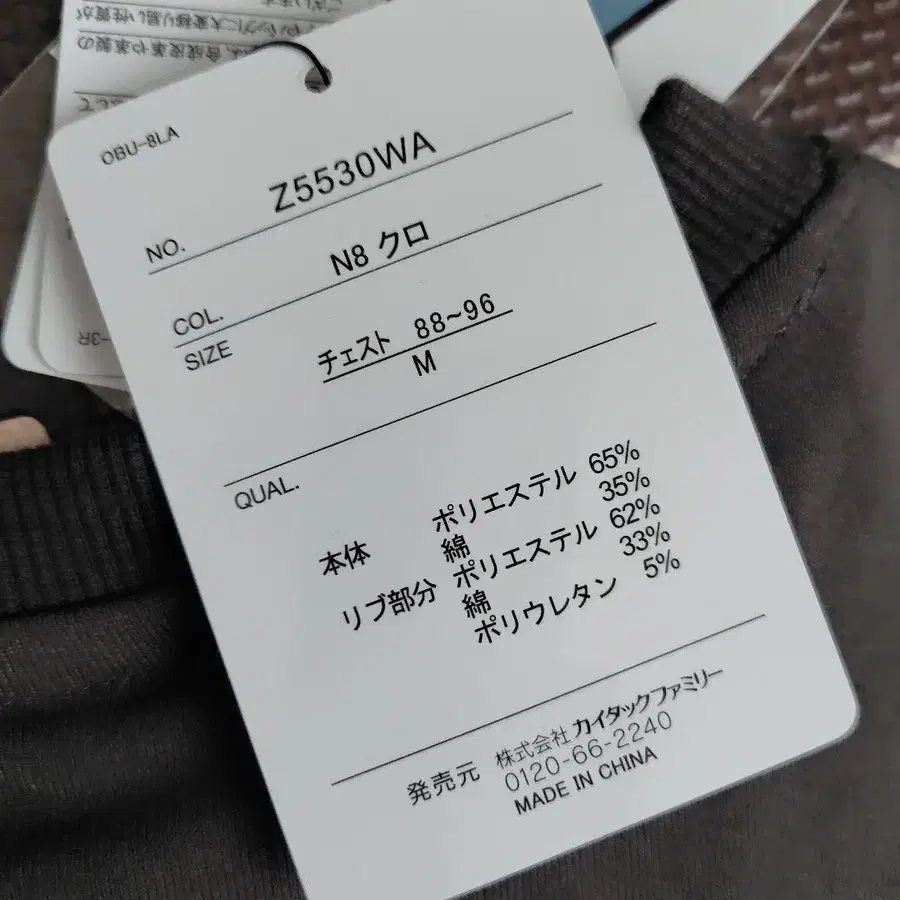 OBU-8LA
NO. Z5530WA
COL. N8 クロ
SIZE チェスト 88~96
M
QUAL.
本体 ポリエステル 65%
綿 35%
リブ部分 ポリエステル 62%
綿 33%
ポリウレタン 5%
発売元 株式会社 カイタックファミリー
0120-66-2240
MADE IN CHINA
-3R